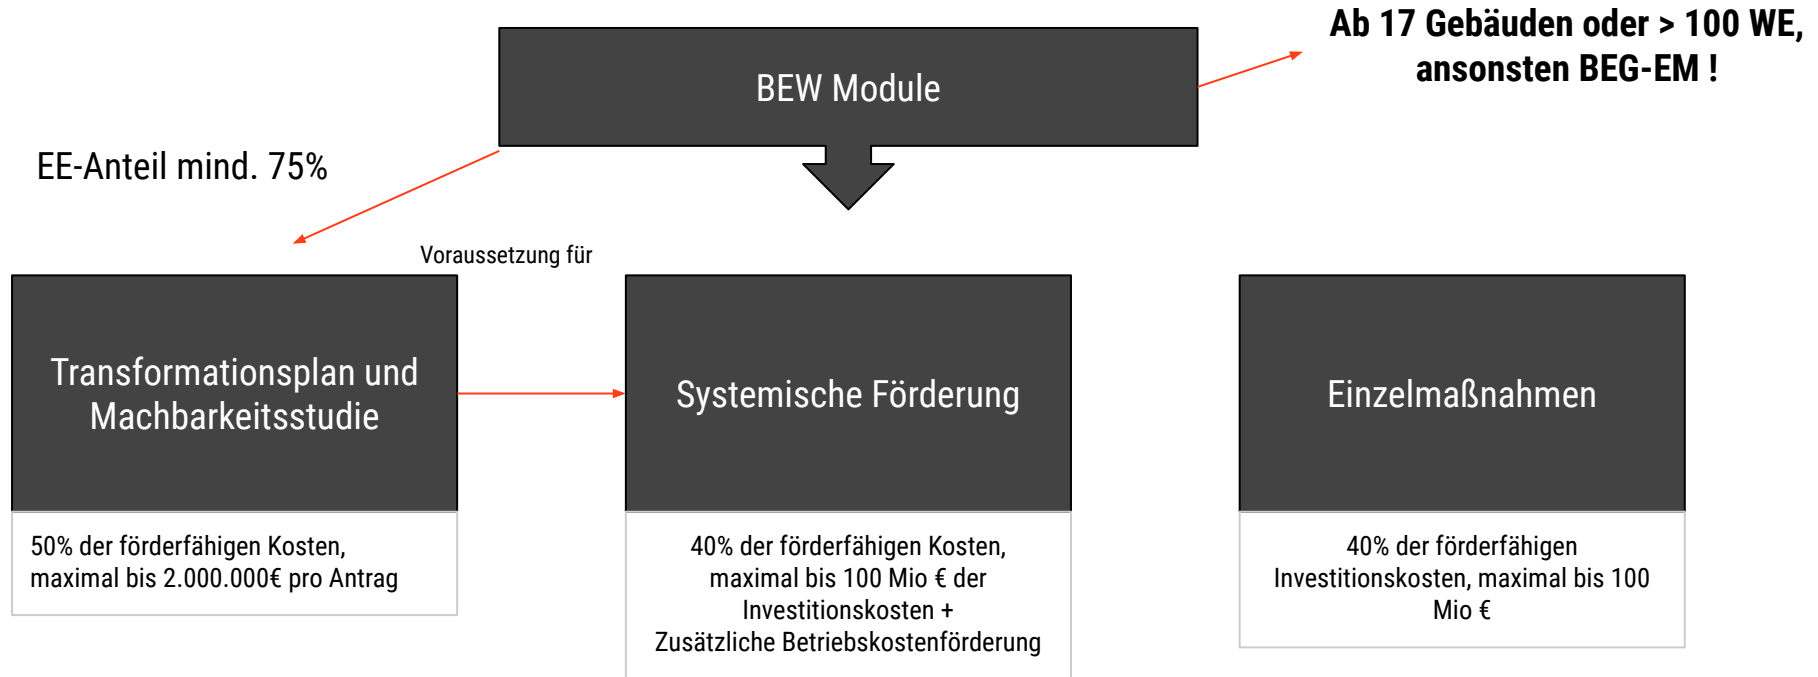 Ab 17 Gebäuden oder > 100 WE,
ansonsten BEG-EM !
BEW Module
EE-Anteil mind. 75%
Voraussetzung für
Transformationsplan und
Machbarkeitsstudie
50% der förderfähigen Kosten,
maximal bis 2.000.000€ pro Antrag
Systemische Förderung
40% der förderfähigen Kosten,
maximal bis 100 Mio € der
Investitionskosten +
Zusätzliche Betriebskostenförderung
Einzelmaßnahmen
40% der förderfähigen
Investitionskosten, maximal bis 100
Mio €